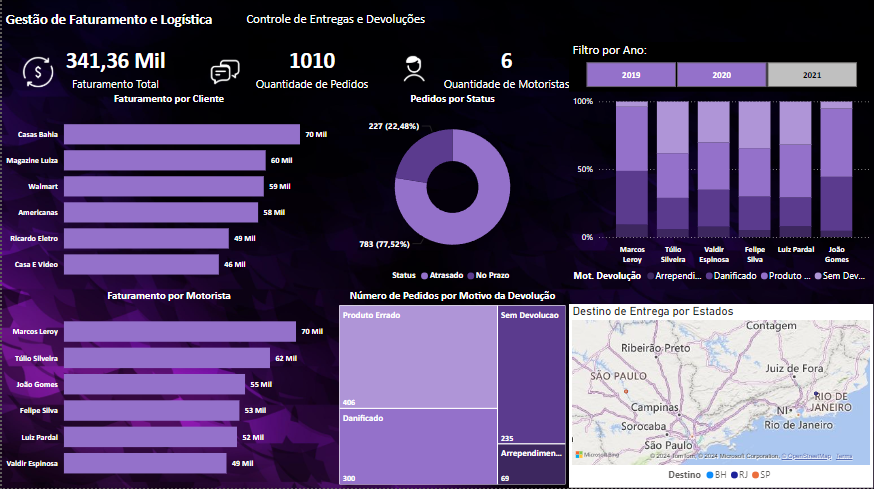 Gestão de Faturamento e Logística
Controle de Entregas e Devoluções
341,36 Mil
Faturamento Total
1010
Quantidade de Pedidos
6
Quantidade de Motoristas
Filtro por Ano:
2019
2020
2021
Faturamento por Cliente
Casas Bahia
70 Mil
Magazine Luiza
60 Mil
Walmart
59 Mil
Americanas
58 Mil
Ricardo Eletro
49 Mil
Casa E Video
46 Mil
Pedidos por Status
227 (22,48%)
783 (77,52%)
Status
Atrasado
No Prazo
100%
50%
0%
Marcos Leroy
Túlio Silveira
Valdir Espinosa
Felipe Silva
Luiz Pardal
João Gomes
Mot. Devolução
Arrependi...
Danificado
Produto ...
Sem Dev...
Faturamento por Motorista
Marcos Leroy
70 Mil
Túlio Silveira
62 Mil
João Gomes
55 Mil
Felipe Silva
53 Mil
Luiz Pardal
52 Mil
Valdir Espinosa
49 Mil
Número de Pedidos por Motivo da Devolução
Produto Errado
406
Danificado
300
Sem Devolucao
235
Arrependimen...
69
Destino de Entrega por Estados
Contagem
Ribeirão Preto
SÃO PAULO
Juiz de Fora
Campinas
Sorocaba
São Paulo
NI
RIO DE JANEIRO
Rio de Janeiro
Microsoft Bing
© 2024 TomTom, © 2024 Microsoft Corporation, © OpenStreetMap Terms
Destino
BH
RJ
SP